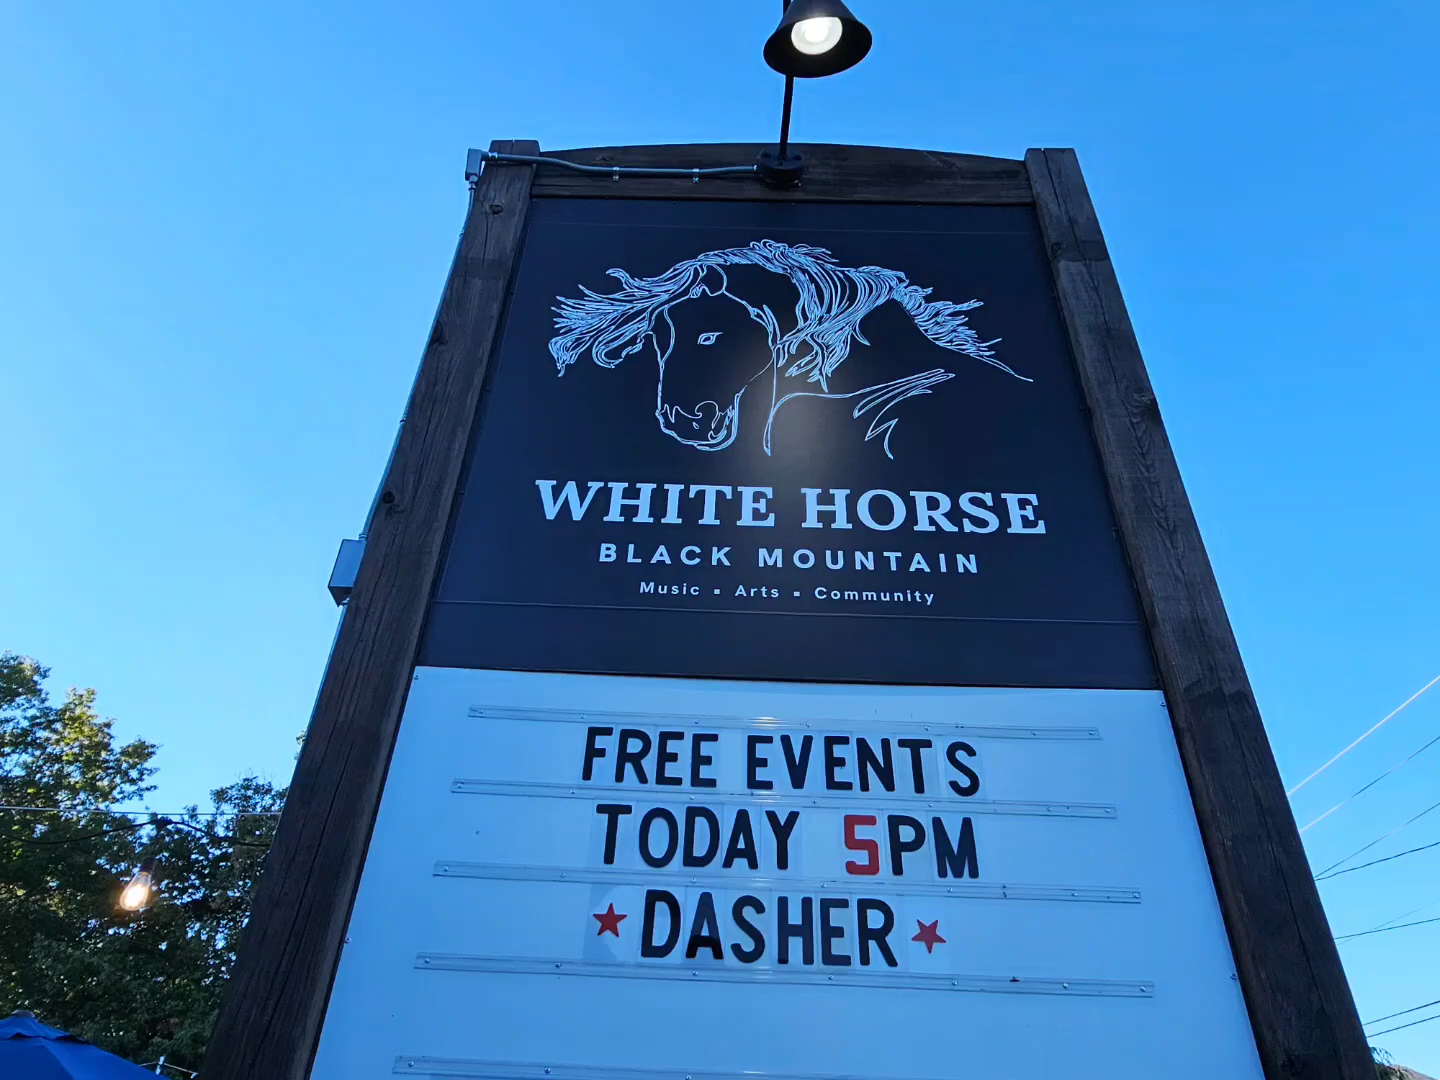 WHITE HORSE
BLACK MOUNTAIN
Music ▪ Arts ▪ Community
FREE EVENTS
TODAY 5PM
★DASHER★